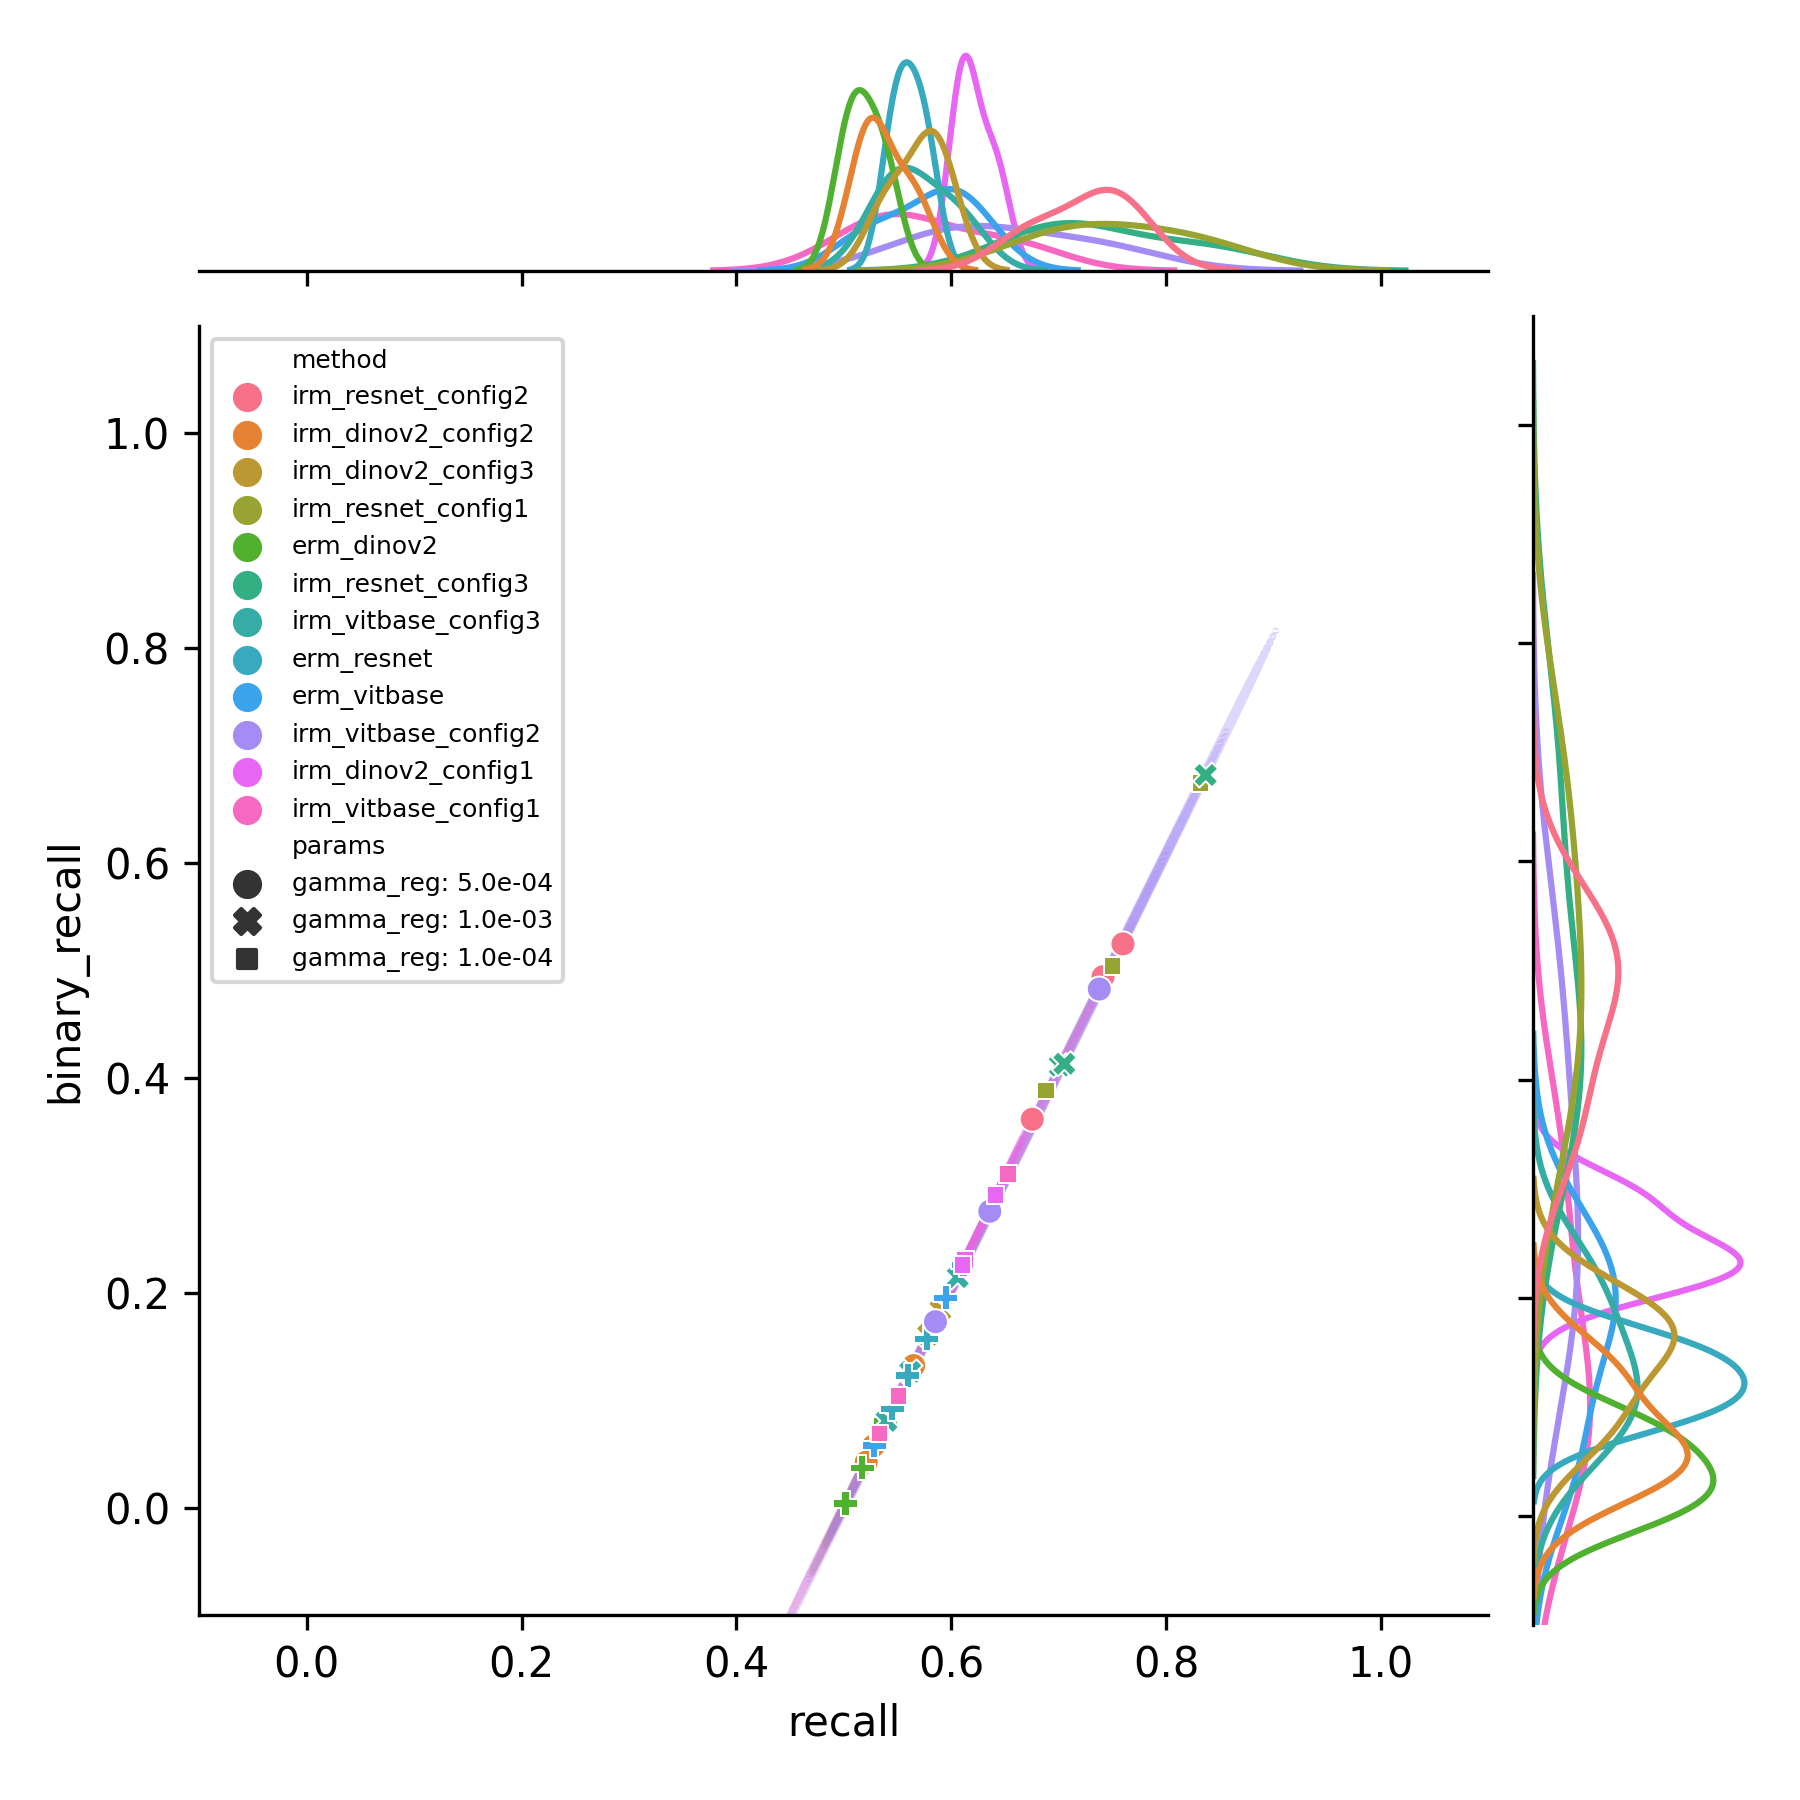 method
irm_resnet_config2
irm_dinov2_config2
irm_dinov2_config3
irm_resnet_config1
erm_dinov2
irm_resnet_config3
irm_vitbase_config3
erm_resnet
erm_vitbase
irm_vitbase_config2
irm_dinov2_config1
irm_vitbase_config1
params
gamma_reg: 5.0e-04
gamma_reg: 1.0e-03
gamma_reg: 1.0e-04
1.0
0.8
0.6
0.4
0.2
0.0
binary_recall
0.0 0.2 0.4 0.6 0.8 1.0
recall